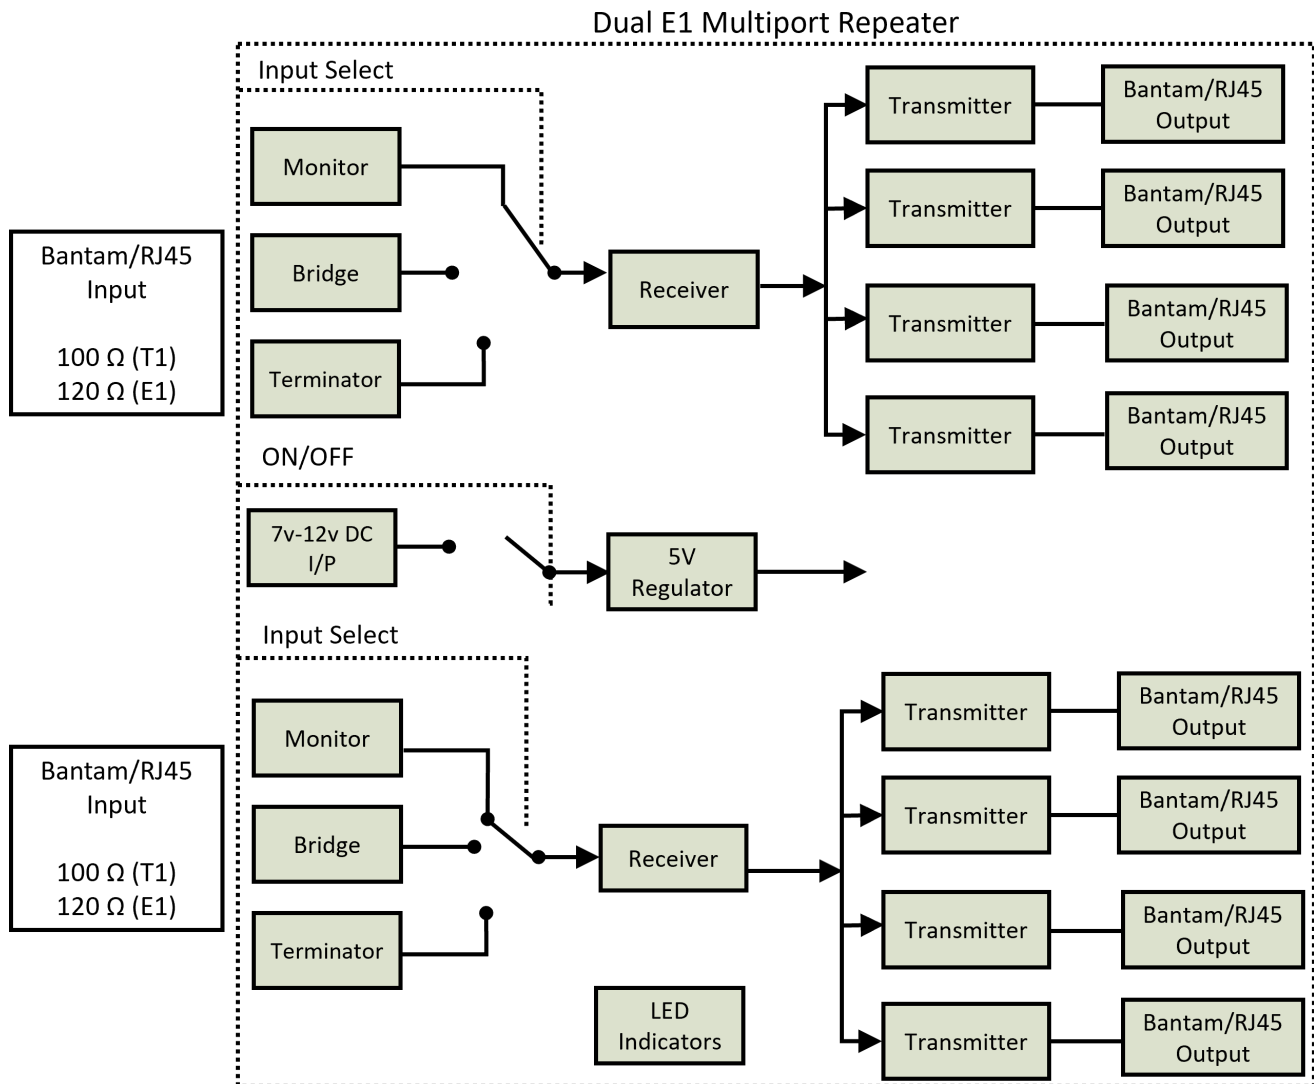 Dual E1 Multiport Repeater
Input Select
Monitor
Bridge
Terminator
Bantam/RJ45
Input
100 Ω (T1)
120 Ω (E1)
Receiver
Transmitter
Bantam/RJ45
Output
Transmitter
Bantam/RJ45
Output
Transmitter
Bantam/RJ45
Output
Transmitter
Bantam/RJ45
Output
ON/OFF
7v-12v DC
I/P
5V
Regulator
Input Select
Monitor
Bridge
Terminator
Bantam/RJ45
Input
100 Ω (T1)
120 Ω (E1)
Receiver
Transmitter
Bantam/RJ45
Output
Transmitter
Bantam/RJ45
Output
Transmitter
Bantam/RJ45
Output
Transmitter
Bantam/RJ45
Output
LED
Indicators